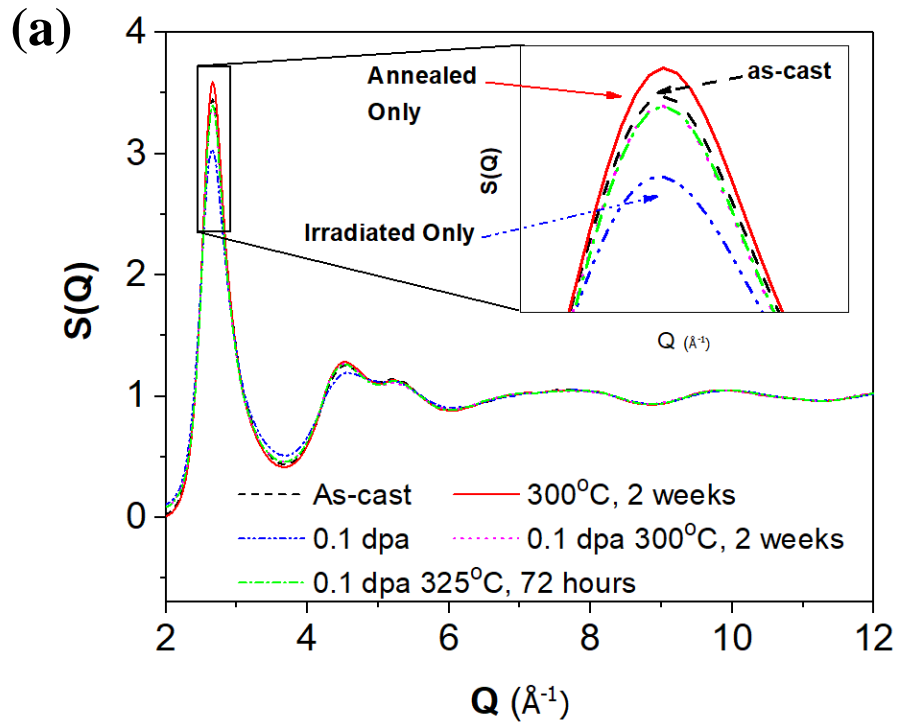 (a)
4
3
2
1
0
S(Q)
Annealed
Only
as-cast
S(Q)
Irradiated Only
Q (Å⁻¹)
As-cast
300°C, 2 weeks
0.1 dpa
0.1 dpa 300°C, 2 weeks
0.1 dpa 325°C, 72 hours
2 4 6 8 10 12
Q (Å⁻¹)